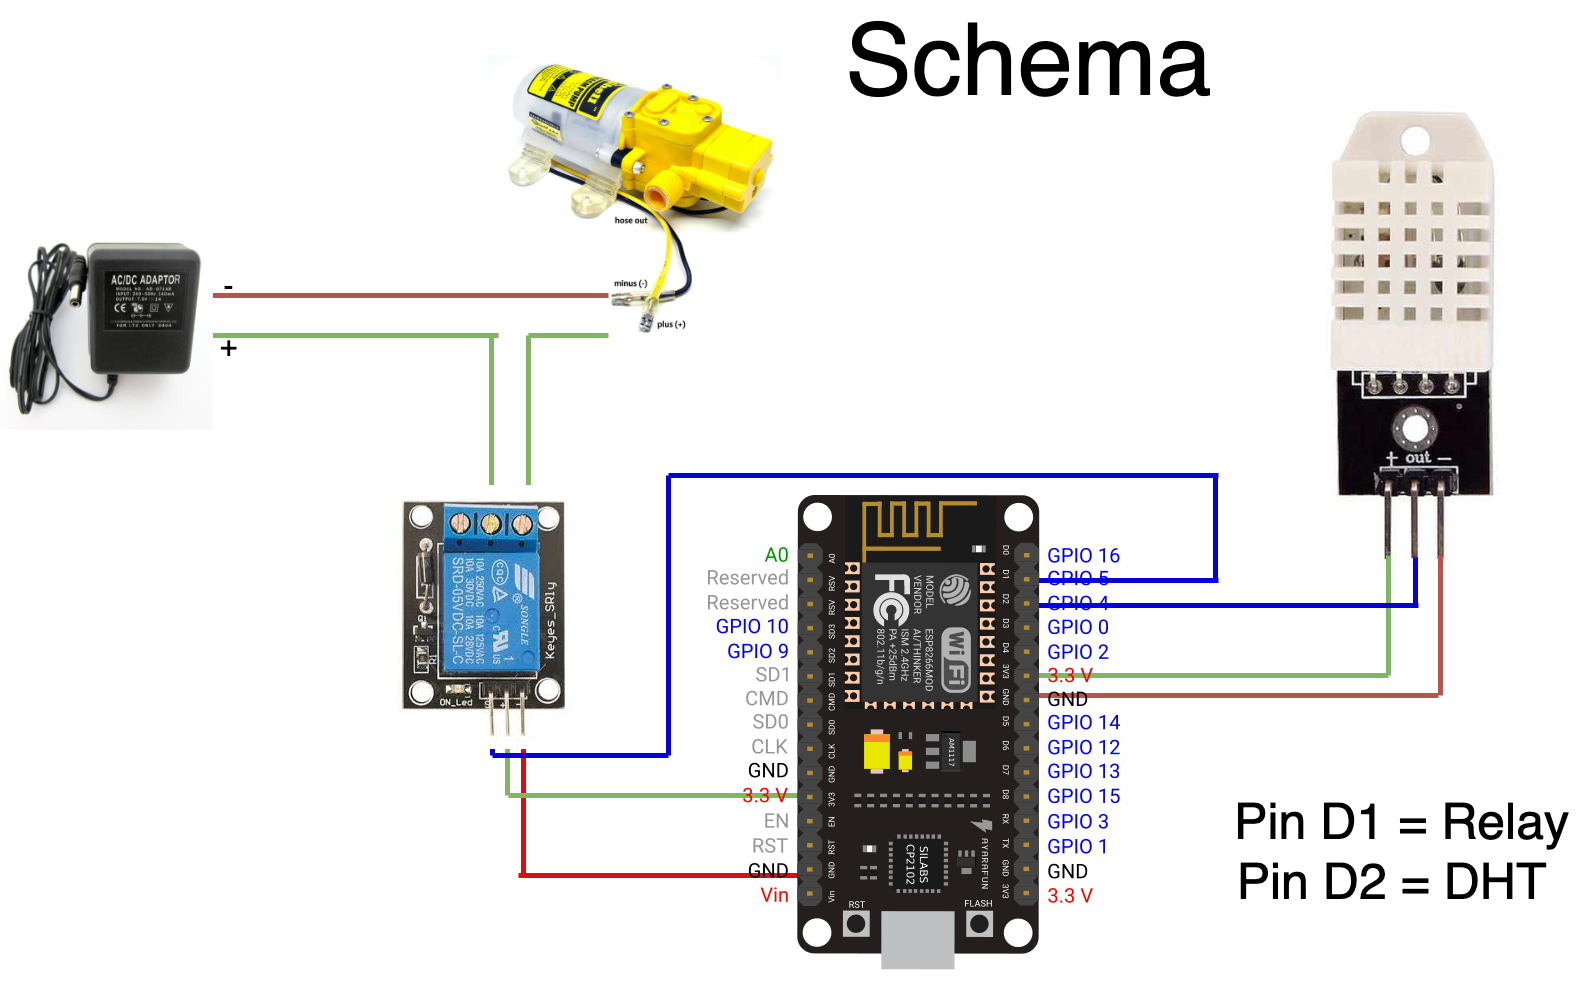 Schema
hose out
minus (-)
plus (+)
-
+
AC/DC ADAPTOR
FOR I.T.E. ONLY
+ out −
Keyes_SRly
SONGLE
10A 250VAC 10A 125VAC
10A 30VDC 10A 28VDC
SRD-05VDC-SL-C
R1
ON_Led
S
A0
Reserved
Reserved
GPIO 10
GPIO 9
SD1
CMD
SD0
CLK
GND
3.3 V
EN
RST
GND
Vin
A0
RSV
RSV
SD3
SD2
SD1
CMD
SD0
CLK
GND
3V3
EN
RST
GND
Vin
MODEL
VENDOR
ESP8266MOD
AI/THINKER
ISM 2.4GHz
PA +25dBm
802.11b/g/n
FC
Wi Fi
AM1117
SILABS
CP2102
AYARAFUN
RST
FLASH
D0
D1
D2
D3
D4
3V3
GND
D5
D6
D7
D8
RX
TX
GND
3V3
GPIO 16
GPIO 5
GPIO 4
GPIO 0
GPIO 2
3.3 V
GND
GPIO 14
GPIO 12
GPIO 13
GPIO 15
GPIO 3
GPIO 1
GND
3.3 V
Pin D1 = Relay
Pin D2 = DHT